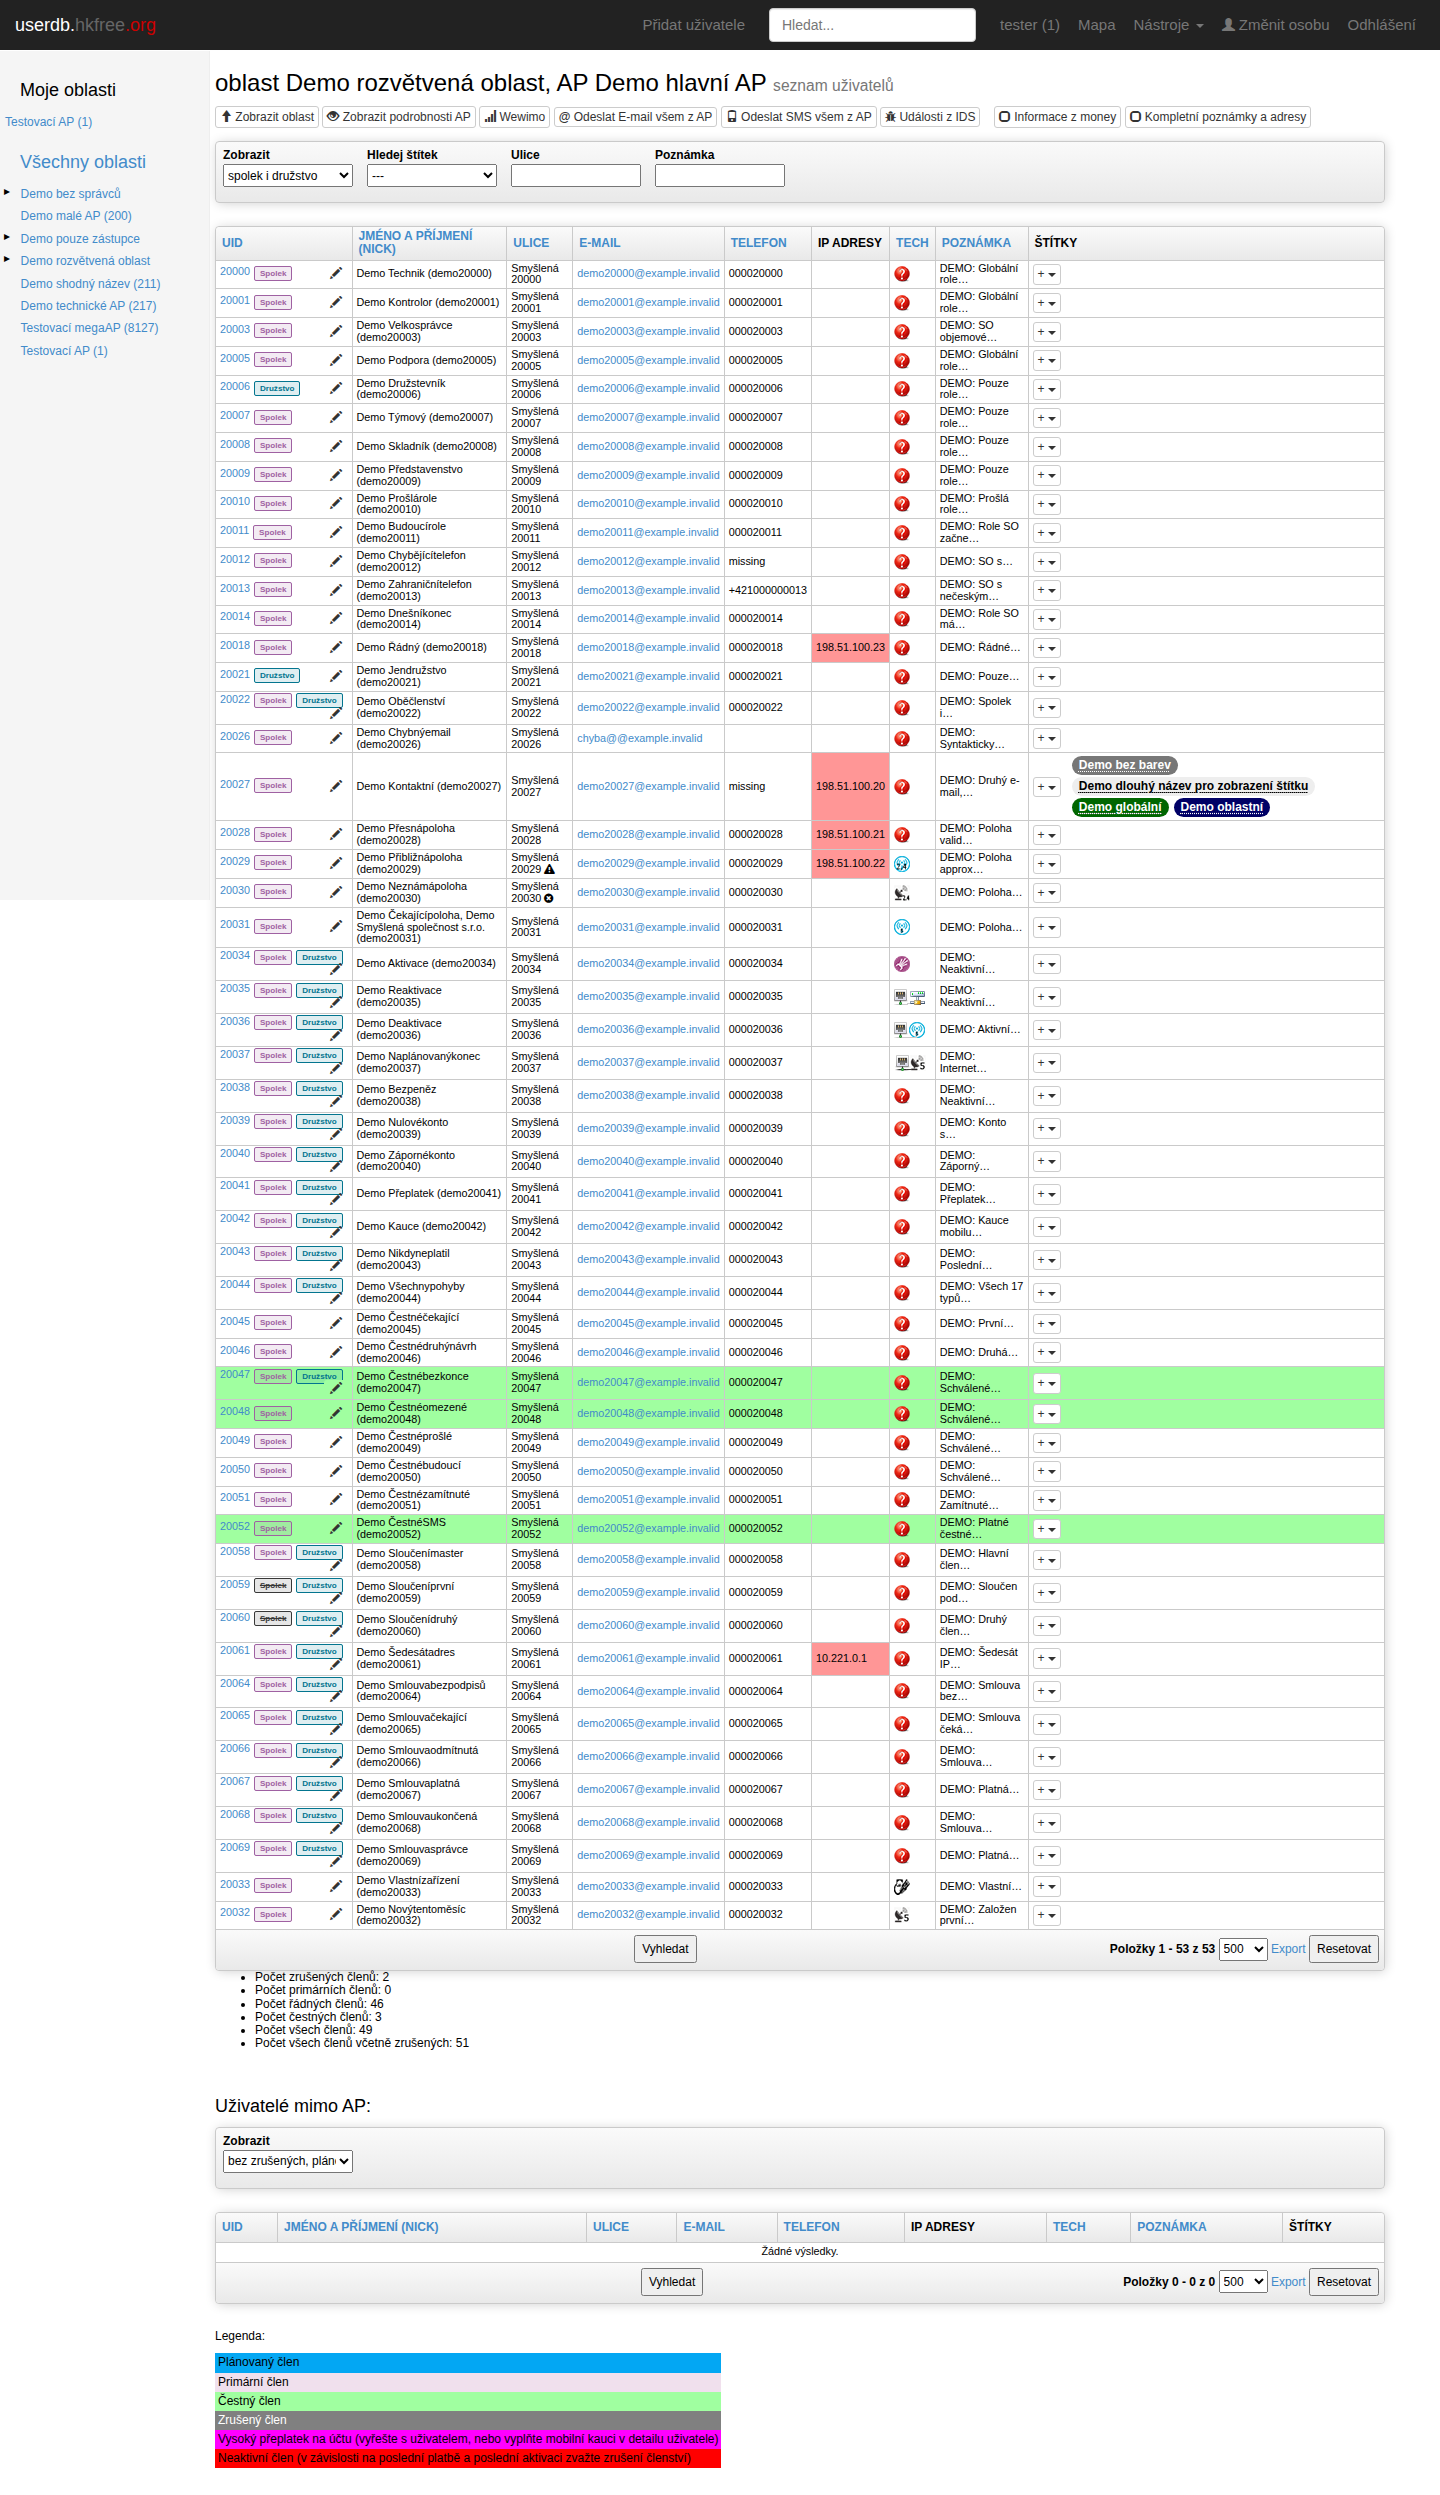 userdb.hkfree.org Přidat uživatele Hledat... tester (1) Mapa Nástroje Změnit osobu Odhlášení
Moje oblasti
Testovací AP (1)
Všechny oblasti
Demo bez správců
Demo malé AP (200)
Demo pouze zástupce
Demo rozvětvená oblast
Demo shodný název (211)
Demo technické AP (217)
Testovací megaAP (8127)
Testovací AP (1)
oblast Demo rozvětvená oblast, AP Demo hlavní AP seznam uživatelů
Zobrazit oblast Zobrazit podrobnosti AP Wewimo @ Odeslat E-mail všem z AP Odeslat SMS všem z AP Události z IDS Informace z money Kompletní poznámky a adresy
Zobrazit Hledej štítek Ulice Poznámka
spolek i družstvo ---
UID JMÉNO A PŘÍJMENÍ (NICK) ULICE E-MAIL TELEFON IP ADRESY TECH POZNÁMKA ŠTÍTKY
20000 Spolek Demo Technik (demo20000) Smyšlená 20000 demo20000@example.invalid 000020000 DEMO: Globální role… +
20001 Spolek Demo Kontrolor (demo20001) Smyšlená 20001 demo20001@example.invalid 000020001 DEMO: Globální role… +
20003 Spolek Demo Velkosprávce (demo20003) Smyšlená 20003 demo20003@example.invalid 000020003 DEMO: SO objemové… +
20005 Spolek Demo Podpora (demo20005) Smyšlená 20005 demo20005@example.invalid 000020005 DEMO: Globální role… +
20006 Družstvo Demo Družstevník (demo20006) Smyšlená 20006 demo20006@example.invalid 000020006 DEMO: Pouze role… +
20007 Spolek Demo Týmový (demo20007) Smyšlená 20007 demo20007@example.invalid 000020007 DEMO: Pouze role… +
20008 Spolek Demo Skladník (demo20008) Smyšlená 20008 demo20008@example.invalid 000020008 DEMO: Pouze role… +
20009 Spolek Demo Představenstvo (demo20009) Smyšlená 20009 demo20009@example.invalid 000020009 DEMO: Pouze role… +
20010 Spolek Demo Prošlárole (demo20010) Smyšlená 20010 demo20010@example.invalid 000020010 DEMO: Prošlá role… +
20011 Spolek Demo Budoucírole (demo20011) Smyšlená 20011 demo20011@example.invalid 000020011 DEMO: Role SO začne… +
20012 Spolek Demo Chybějícítelefon (demo20012) Smyšlená 20012 demo20012@example.invalid missing DEMO: SO s… +
20013 Spolek Demo Zahraničnítelefon (demo20013) Smyšlená 20013 demo20013@example.invalid +421000000013 DEMO: SO s nečeským… +
20014 Spolek Demo Dnešníkonec (demo20014) Smyšlená 20014 demo20014@example.invalid 000020014 DEMO: Role SO má… +
20018 Spolek Demo Řádný (demo20018) Smyšlená 20018 demo20018@example.invalid 000020018 198.51.100.23 DEMO: Řádné… +
20021 Družstvo Demo Jendružstvo (demo20021) Smyšlená 20021 demo20021@example.invalid 000020021 DEMO: Pouze… +
20022 Spolek Družstvo Demo Oběčlenství (demo20022) Smyšlená 20022 demo20022@example.invalid 000020022 DEMO: Spolek i… +
20026 Spolek Demo Chybnýemail (demo20026) Smyšlená 20026 chyba@@example.invalid DEMO: Syntakticky… +
20027 Spolek Demo Kontaktní (demo20027) Smyšlená 20027 demo20027@example.invalid missing 198.51.100.20 DEMO: Druhý e-mail,… + Demo bez barev Demo dlouhý název pro zobrazení štítku Demo globální Demo oblastní
20028 Spolek Demo Přesnápoloha (demo20028) Smyšlená 20028 demo20028@example.invalid 000020028 198.51.100.21 DEMO: Poloha valid… +
20029 Spolek Demo Přibližnápoloha (demo20029) Smyšlená 20029 demo20029@example.invalid 000020029 198.51.100.22 DEMO: Poloha approx… +
20030 Spolek Demo Neznámápoloha (demo20030) Smyšlená 20030 demo20030@example.invalid 000020030 DEMO: Poloha… +
20031 Spolek Demo Čekajícípoloha, Demo Smyšlená společnost s.r.o. (demo20031) Smyšlená 20031 demo20031@example.invalid 000020031 DEMO: Poloha… +
20034 Spolek Družstvo Demo Aktivace (demo20034) Smyšlená 20034 demo20034@example.invalid 000020034 DEMO: Neaktivní… +
20035 Spolek Družstvo Demo Reaktivace (demo20035) Smyšlená 20035 demo20035@example.invalid 000020035 DEMO: Neaktivní… +
20036 Spolek Družstvo Demo Deaktivace (demo20036) Smyšlená 20036 demo20036@example.invalid 000020036 DEMO: Aktivní… +
20037 Spolek Družstvo Demo Naplánovanýkonec (demo20037) Smyšlená 20037 demo20037@example.invalid 000020037 DEMO: Internet… +
20038 Spolek Družstvo Demo Bezpeněz (demo20038) Smyšlená 20038 demo20038@example.invalid 000020038 DEMO: Neaktivní… +
20039 Spolek Družstvo Demo Nulovékonto (demo20039) Smyšlená 20039 demo20039@example.invalid 000020039 DEMO: Konto s… +
20040 Spolek Družstvo Demo Zápornékonto (demo20040) Smyšlená 20040 demo20040@example.invalid 000020040 DEMO: Záporný… +
20041 Spolek Družstvo Demo Přeplatek (demo20041) Smyšlená 20041 demo20041@example.invalid 000020041 DEMO: Přeplatek… +
20042 Spolek Družstvo Demo Kauce (demo20042) Smyšlená 20042 demo20042@example.invalid 000020042 DEMO: Kauce mobilu… +
20043 Spolek Družstvo Demo Nikdyneplatil (demo20043) Smyšlená 20043 demo20043@example.invalid 000020043 DEMO: Poslední… +
20044 Spolek Družstvo Demo Všechnypohyby (demo20044) Smyšlená 20044 demo20044@example.invalid 000020044 DEMO: Všech 17 typů… +
20045 Spolek Demo Čestnéčekající (demo20045) Smyšlená 20045 demo20045@example.invalid 000020045 DEMO: První… +
20046 Spolek Demo Čestnédruhýnávrh (demo20046) Smyšlená 20046 demo20046@example.invalid 000020046 DEMO: Druhá… +
20047 Spolek Družstvo Demo Čestnébezkonce (demo20047) Smyšlená 20047 demo20047@example.invalid 000020047 DEMO: Schválené… +
20048 Spolek Demo Čestnéomezené (demo20048) Smyšlená 20048 demo20048@example.invalid 000020048 DEMO: Schválené… +
20049 Spolek Demo Čestnéprošlé (demo20049) Smyšlená 20049 demo20049@example.invalid 000020049 DEMO: Schválené… +
20050 Spolek Demo Čestnébudoucí (demo20050) Smyšlená 20050 demo20050@example.invalid 000020050 DEMO: Schválené… +
20051 Spolek Demo Čestnézamítnuté (demo20051) Smyšlená 20051 demo20051@example.invalid 000020051 DEMO: Zamítnuté… +
20052 Spolek Demo ČestnéSMS (demo20052) Smyšlená 20052 demo20052@example.invalid 000020052 DEMO: Platné čestné… +
20058 Spolek Družstvo Demo Sloučenímaster (demo20058) Smyšlená 20058 demo20058@example.invalid 000020058 DEMO: Hlavní člen… +
20059 Spolek Družstvo Demo Sloučeníprvní (demo20059) Smyšlená 20059 demo20059@example.invalid 000020059 DEMO: Sloučen pod… +
20060 Spolek Družstvo Demo Sloučenídruhý (demo20060) Smyšlená 20060 demo20060@example.invalid 000020060 DEMO: Druhý člen… +
20061 Spolek Družstvo Demo Šedesátadres (demo20061) Smyšlená 20061 demo20061@example.invalid 000020061 10.221.0.1 DEMO: Šedesát IP… +
20064 Spolek Družstvo Demo Smlouvabezpodpisů (demo20064) Smyšlená 20064 demo20064@example.invalid 000020064 DEMO: Smlouva bez… +
20065 Spolek Družstvo Demo Smlouvačekající (demo20065) Smyšlená 20065 demo20065@example.invalid 000020065 DEMO: Smlouva čeká… +
20066 Spolek Družstvo Demo Smlouvaodmítnutá (demo20066) Smyšlená 20066 demo20066@example.invalid 000020066 DEMO: Smlouva… +
20067 Spolek Družstvo Demo Smlouvaplatná (demo20067) Smyšlená 20067 demo20067@example.invalid 000020067 DEMO: Platná… +
20068 Spolek Družstvo Demo Smlouvaukončená (demo20068) Smyšlená 20068 demo20068@example.invalid 000020068 DEMO: Smlouva… +
20069 Spolek Družstvo Demo Smlouvasprávce (demo20069) Smyšlená 20069 demo20069@example.invalid 000020069 DEMO: Platná… +
20033 Spolek Demo Vlastnízařízení (demo20033) Smyšlená 20033 demo20033@example.invalid 000020033 DEMO: Vlastní… +
20032 Spolek Demo Novýtentoměsíc (demo20032) Smyšlená 20032 demo20032@example.invalid 000020032 DEMO: Založen první… +
Vyhledat Položky 1 - 53 z 53 500 Export Resetovat
Počet zrušených členů: 2
Počet primárních členů: 0
Počet řádných členů: 46
Počet čestných členů: 3
Počet všech členů: 49
Počet všech členů včetně zrušených: 51
Uživatelé mimo AP:
Zobrazit
bez zrušených, pláno
UID JMÉNO A PŘÍJMENÍ (NICK) ULICE E-MAIL TELEFON IP ADRESY TECH POZNÁMKA ŠTÍTKY
Žádné výsledky.
Vyhledat Položky 0 - 0 z 0 500 Export Resetovat
Legenda:
Plánovaný člen
Primární člen
Čestný člen
Zrušený člen
Vysoký přeplatek na účtu (vyřešte s uživatelem, nebo vyplňte mobilní kauci v detailu uživatele)
Neaktivní člen (v závislosti na poslední platbě a poslední aktivaci zvažte zrušení členství)